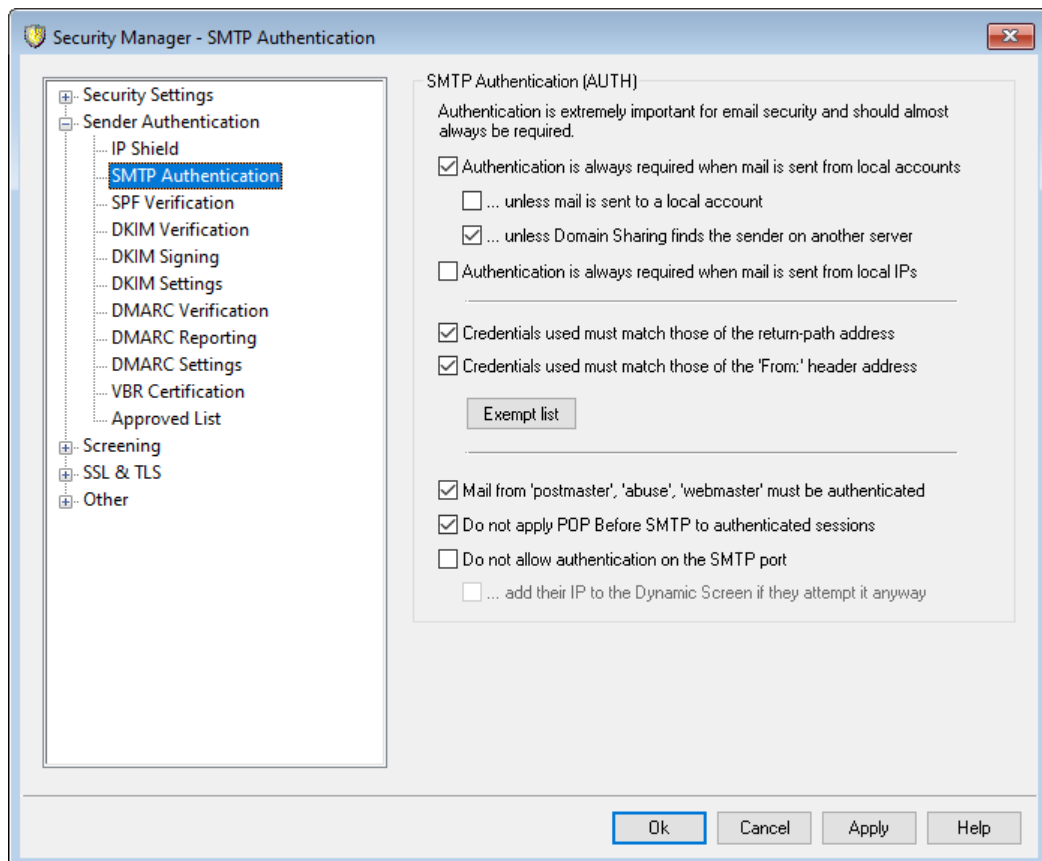 Security Manager - SMTP Authentication
Security Settings
Sender Authentication
IP Shield
SMTP Authentication
SPF Verification
DKIM Verification
DKIM Signing
DKIM Settings
DMARC Verification
DMARC Reporting
DMARC Settings
VBR Certification
Approved List
Screening
SSL & TLS
Other
SMTP Authentication (AUTH)
Authentication is extremely important for email security and should almost
always be required.
Authentication is always required when mail is sent from local accounts
... unless mail is sent to a local account
... unless Domain Sharing finds the sender on another server
Authentication is always required when mail is sent from local IPs
Credentials used must match those of the return-path address
Credentials used must match those of the 'From:' header address
Exempt list
Mail from 'postmaster', 'abuse', 'webmaster' must be authenticated
Do not apply POP Before SMTP to authenticated sessions
Do not allow authentication on the SMTP port
... add their IP to the Dynamic Screen if they attempt it anyway
Ok
Cancel
Apply
Help